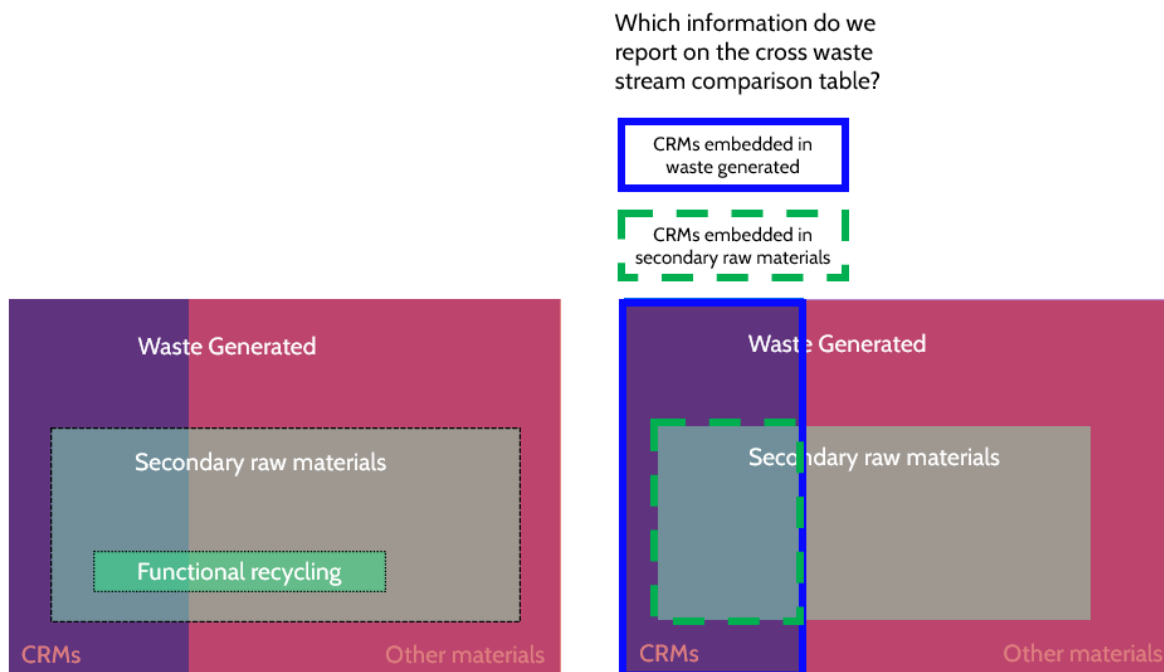 Which information do we
report on the cross waste
stream comparison table?
CRMs embedded in
waste generated
CRMs embedded in
secondary raw materials
Waste Generated
Secondary raw materials
Functional recycling
CRMs
Other materials
Waste Generated
Secondary raw materials
CRMs
Other materials